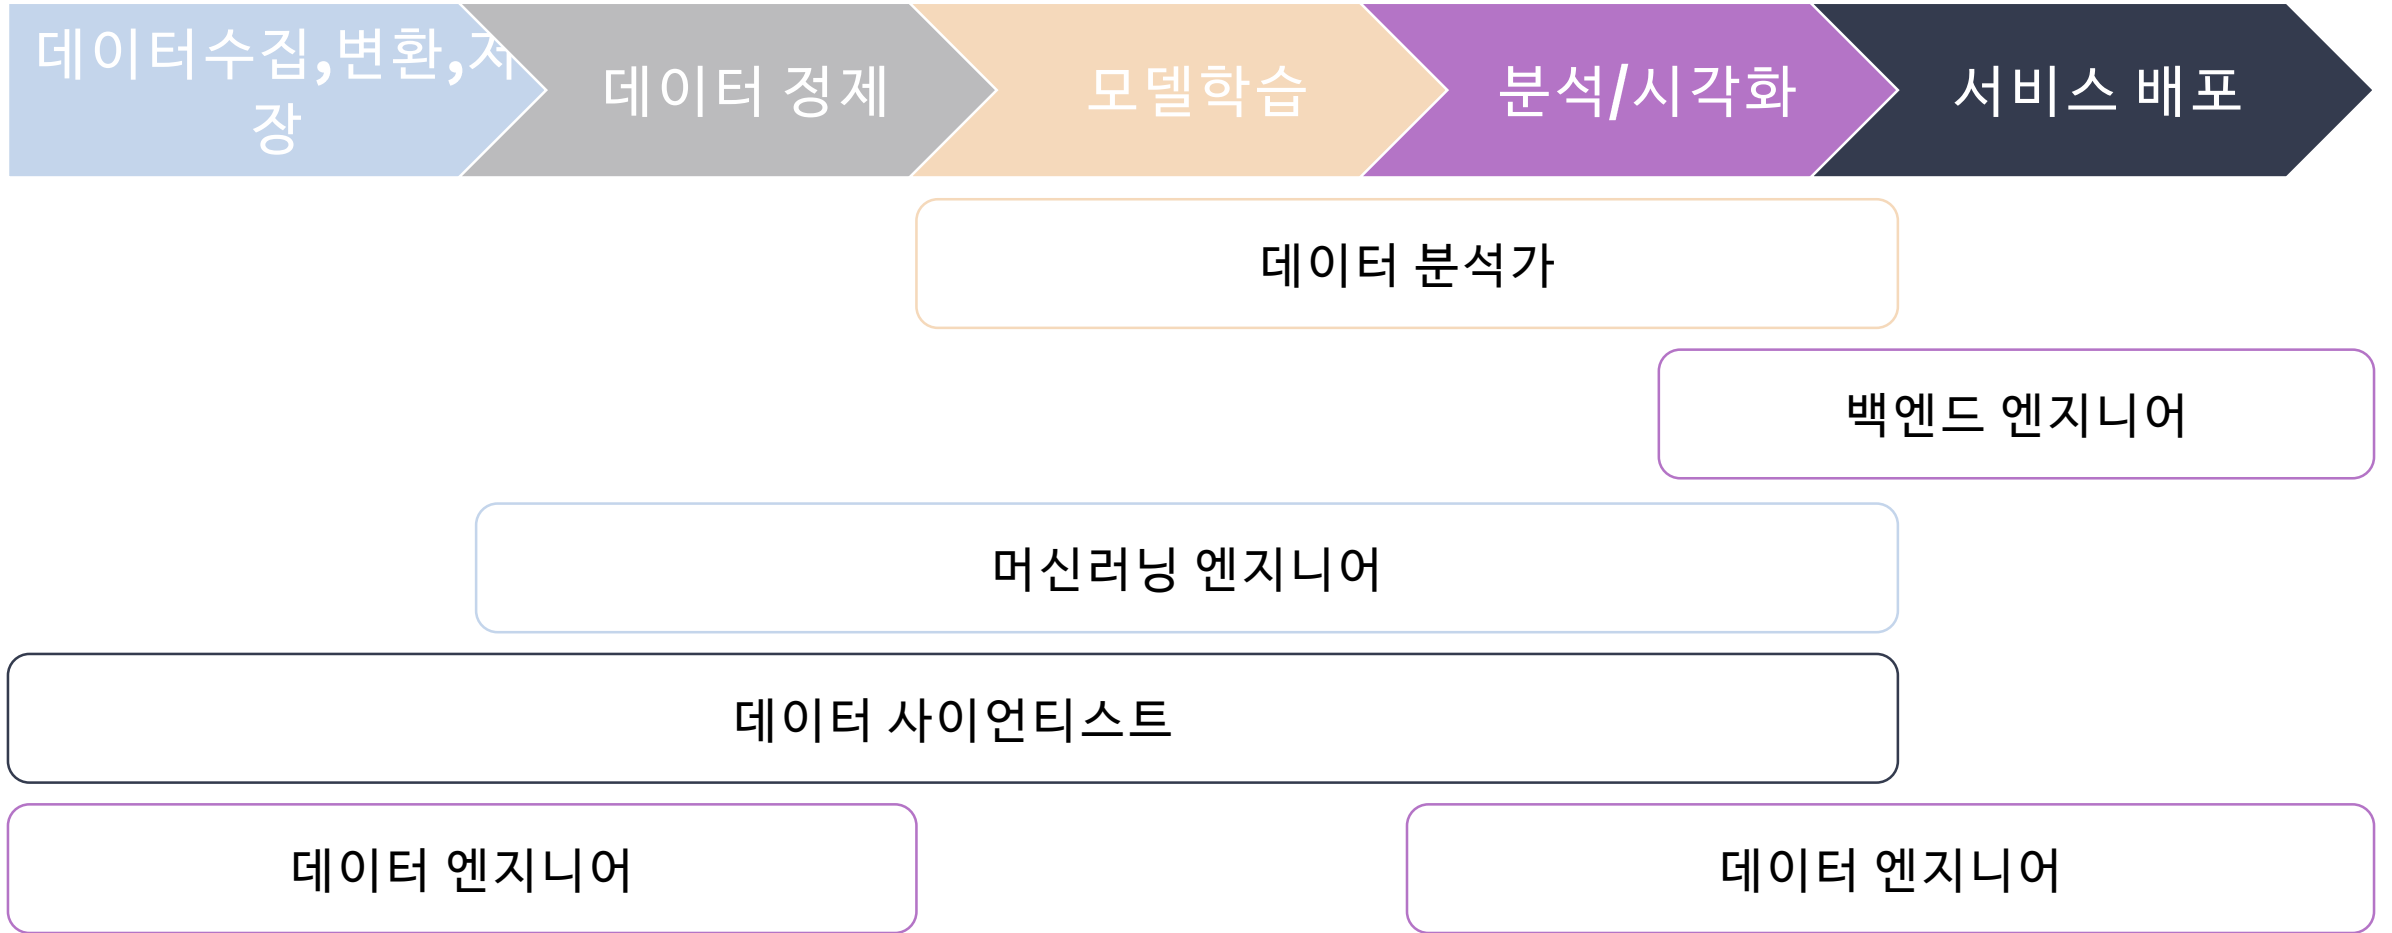 데이터수집,변환,저
장
데이터 정제
모델학습
분석/시각화
서비스 배포
데이터 분석가
백엔드 엔지니어
머신러닝 엔지니어
데이터 사이언티스트
데이터 엔지니어
데이터 엔지니어